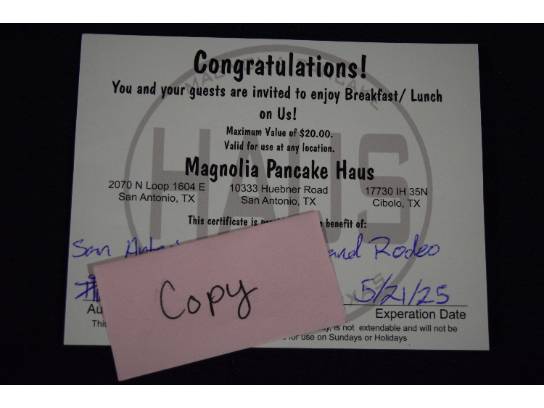 Congratulations!
You and your guests are invited to enjoy Breakfast/ Lunch
on Us!
Maximum Value of $20.00.
Valid for use at any location.
Magnolia Pancake Haus
2070 N Loop 1604 E
San Antonio, TX
10333 Huebner Road
San Antonio, TX
17730 IH 35N
Cibolo, TX
HAUS
This certificate is benefit of:
San and Rodeo
Copy
5/21/25
Experation Date
is not extendable and will not be
for use on Sundays or Holidays